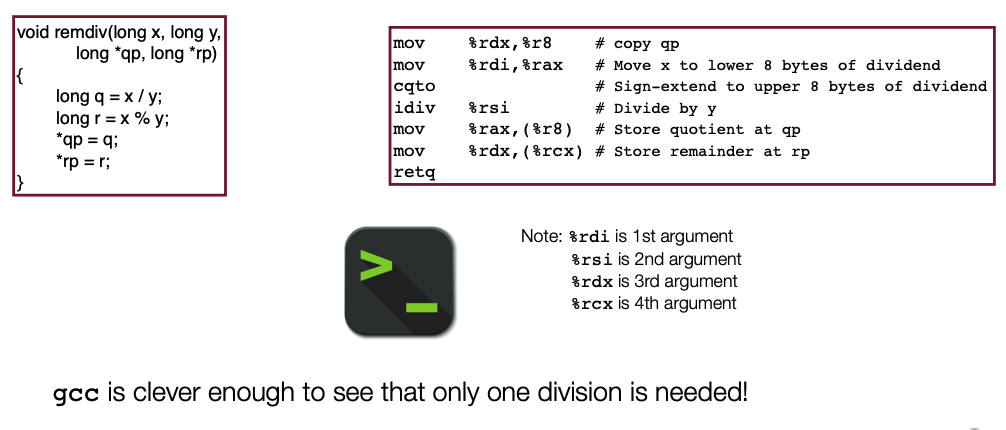 void remdiv(long x, long y,
long *qp, long *rp)
{
long q = x / y;
long r = x % y;
*qp = q;
*rp = r;
}
mov %rdx,%r8 # copy qp
mov %rdi,%rax # Move x to lower 8 bytes of dividend
cqto # Sign-extend to upper 8 bytes of dividend
idiv %rsi # Divide by y
mov %rax,(%r8) # Store quotient at qp
mov %rdx,(%rcx) # Store remainder at rp
retq
>_
Note: %rdi is 1st argument
%rsi is 2nd argument
%rdx is 3rd argument
%rcx is 4th argument
gcc is clever enough to see that only one division is needed!